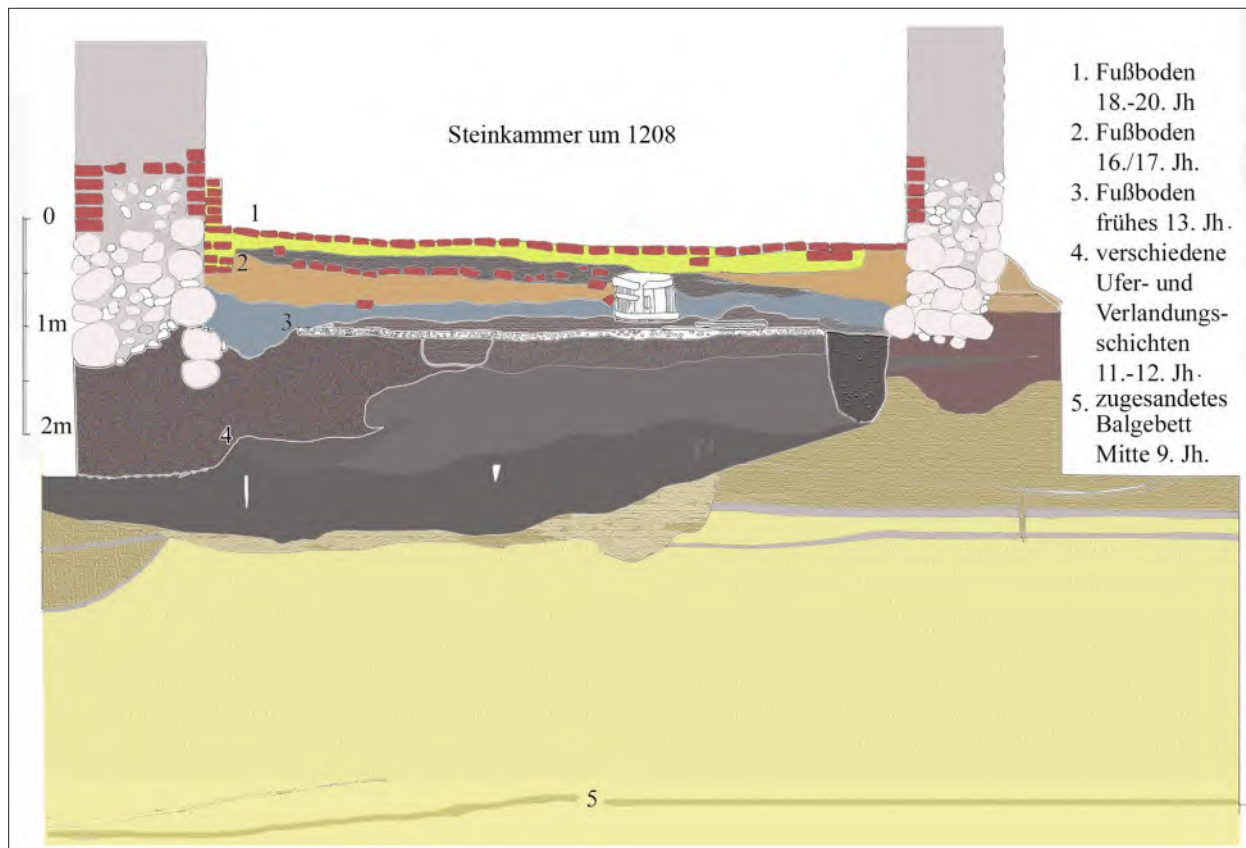 Steinkammer um 1208
1. Fußboden
18.-20. Jh
2. Fußboden
16./17. Jh.
3. Fußboden
frühes 13. Jh.
4. verschiedene
Ufer- und
Verlandungs-
schichten
11.-12. Jh.
5. zugesandetes
Balgebett
Mitte 9. Jh.
0
1m
2m
1
2
3
4
5